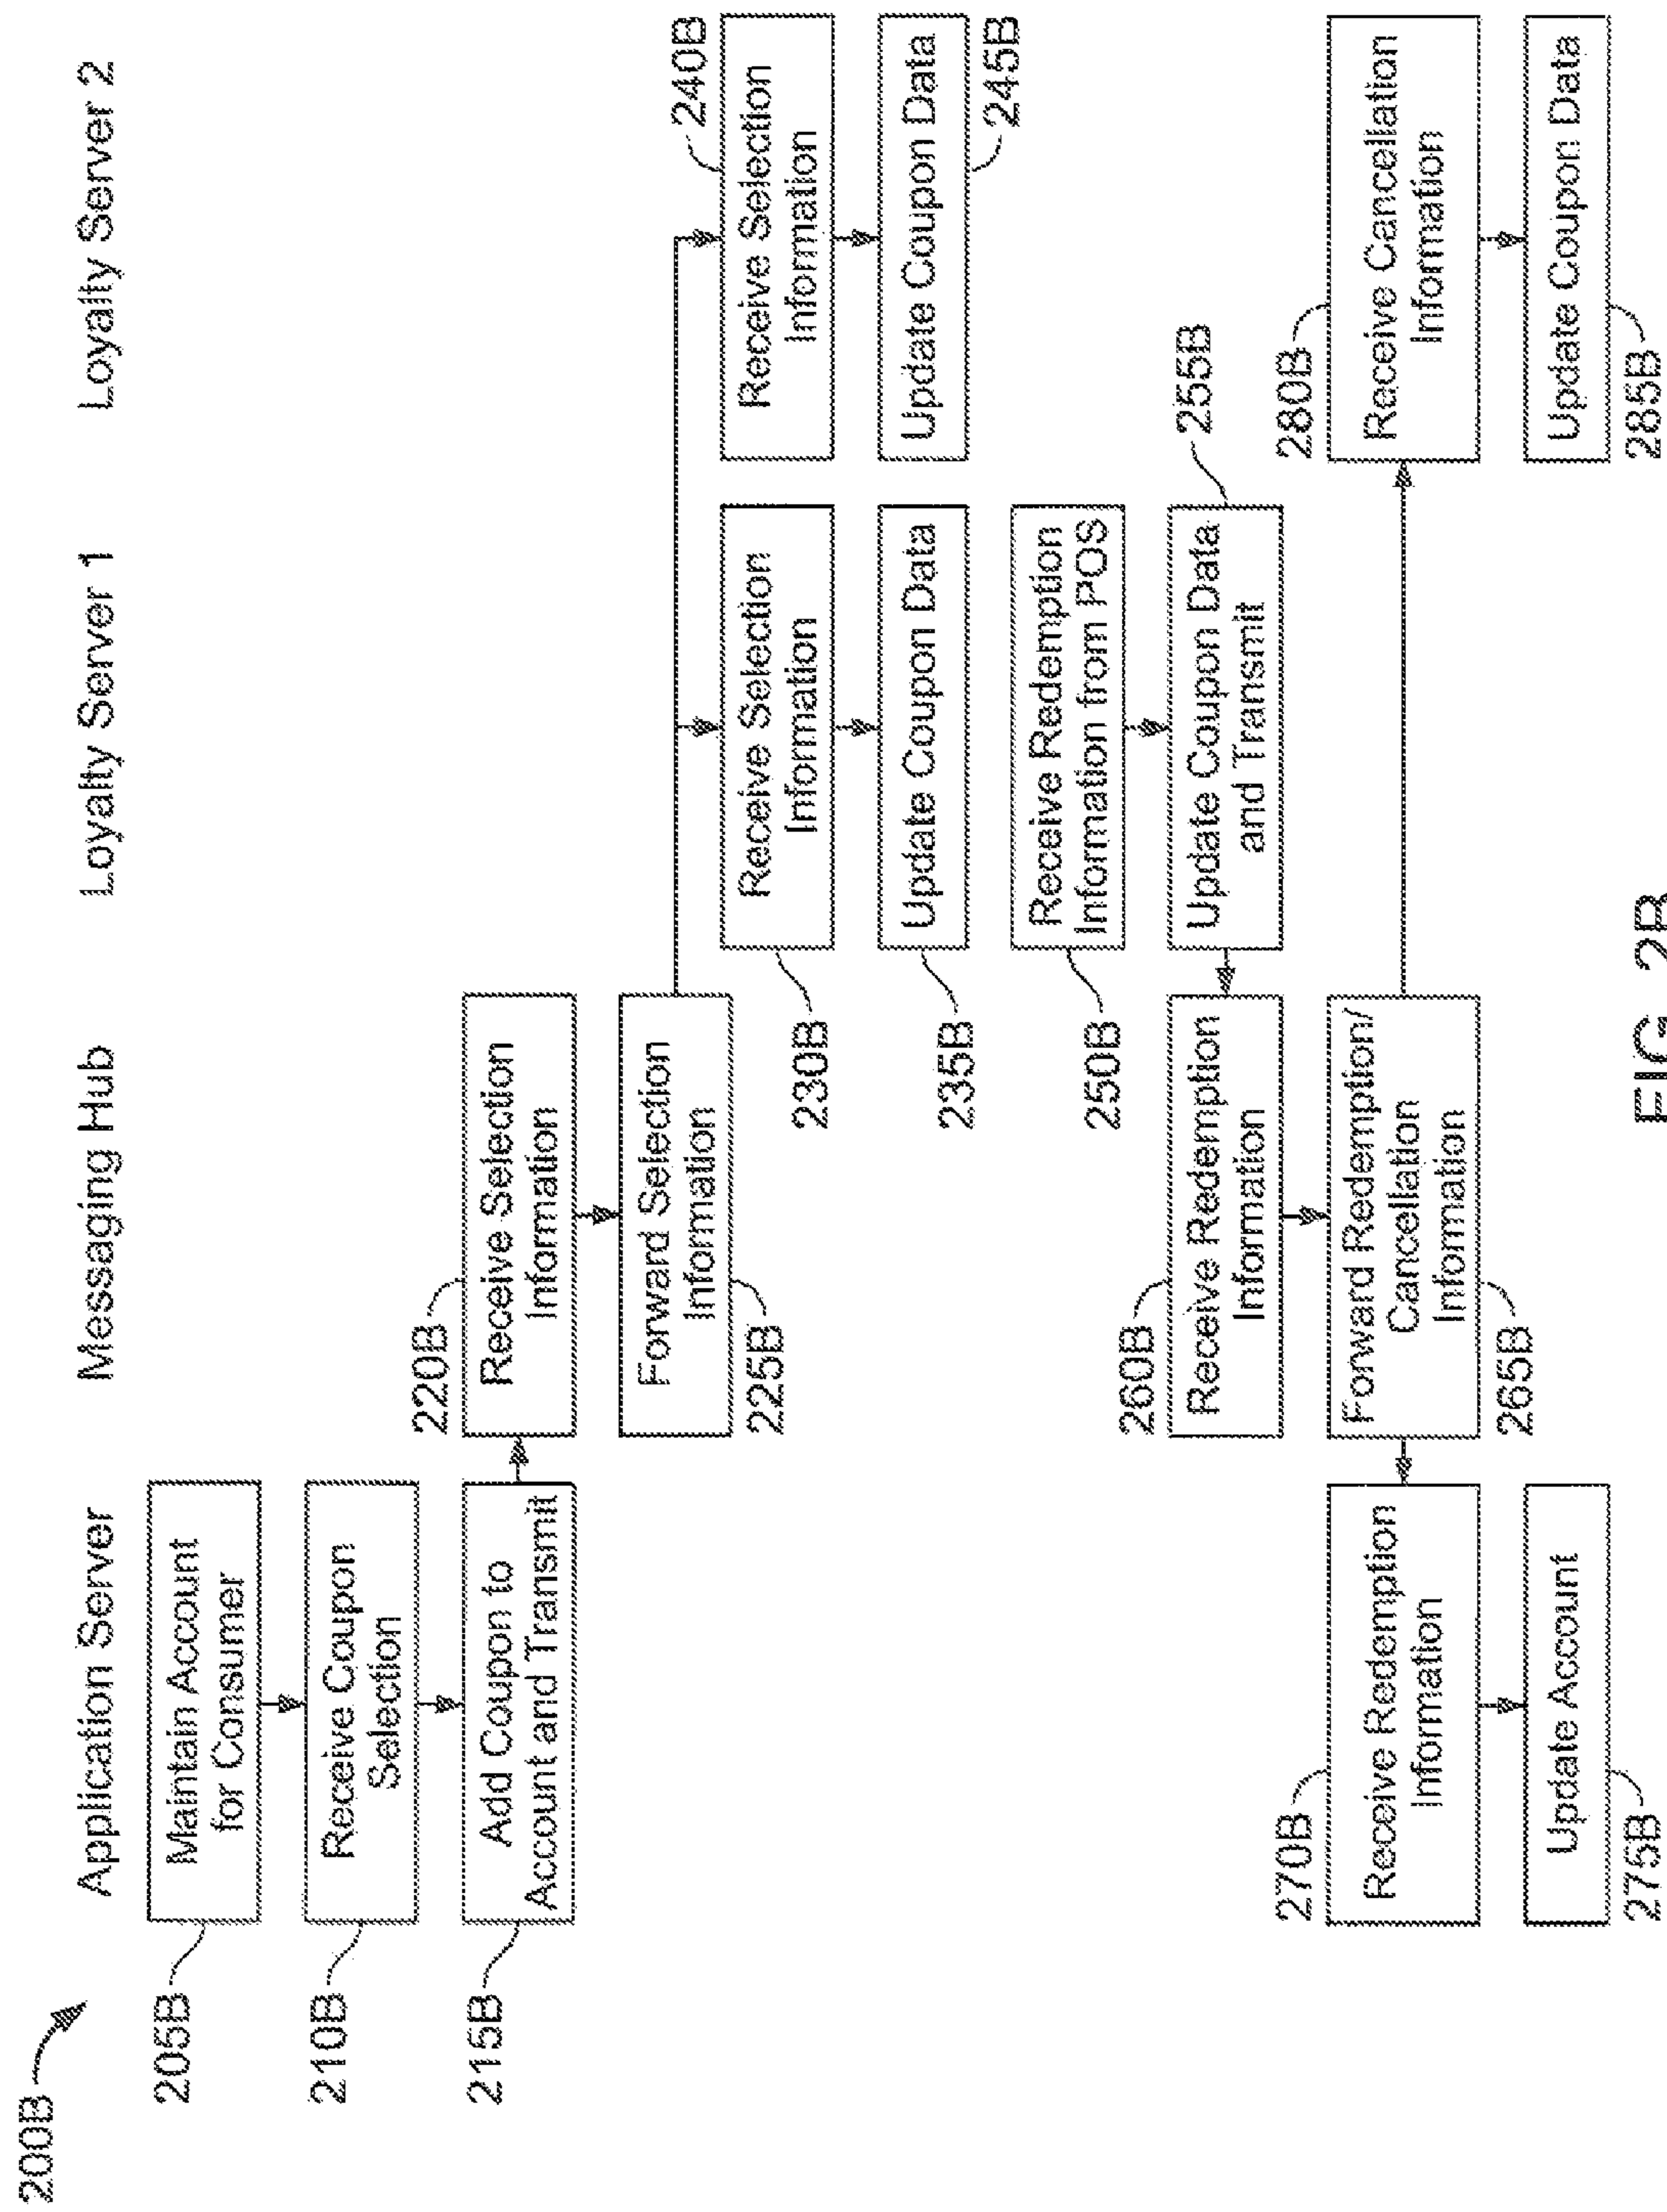 200B
Application Server
Messaging Hub
Loyalty Server 1
Loyalty Server 2
205B
Maintain Account
for Consumer
210B
Receive Coupon
Selection
215B
Add Coupon to
Account and Transmit
220B
Receive Selection
Information
Forward Selection
Information
225B
230B
Receive Selection
Information
240B
Receive Selection
Information
235B
Update Coupon Data
Update Coupon Data
245B
250B
Receive Redemption
Information from POS
255B
Update Coupon Data
and Transmit
260B
Receive Redemption
Information
Forward Redemption/
Cancellation
Information
265B
270B
Receive Redemption
Information
280B
Receive Cancellation
Information
Update Account
275B
Update Coupon Data
285B
FIG. 2B